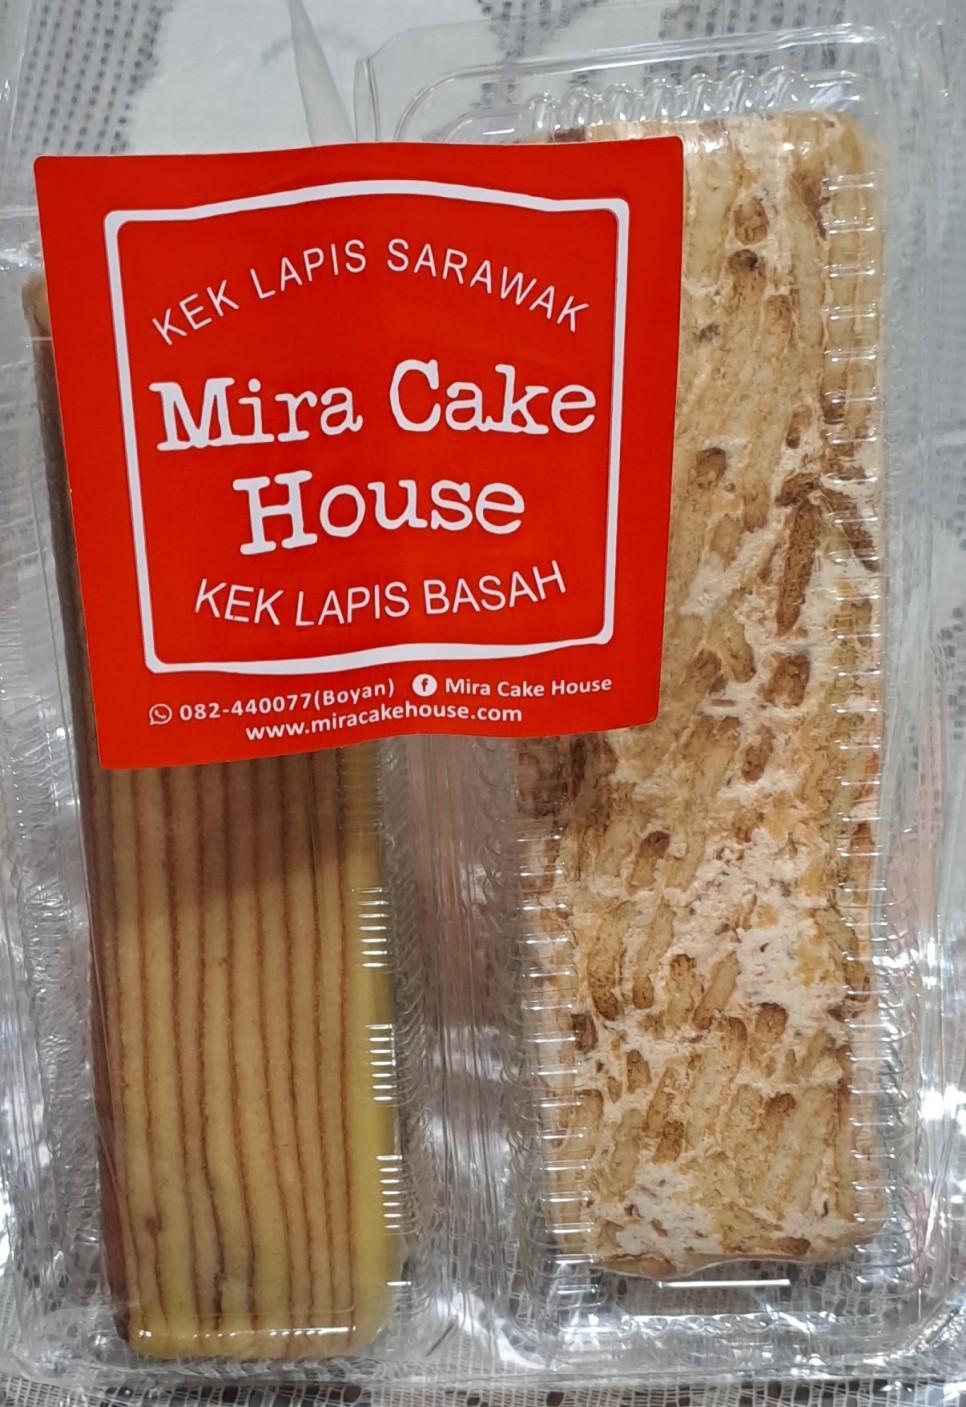 KEK LAPIS SARAWAK
Mira Cake
House
KEK LAPIS BASAH
082-440077(Boyan) f Mira Cake House
www.miracakehouse.com